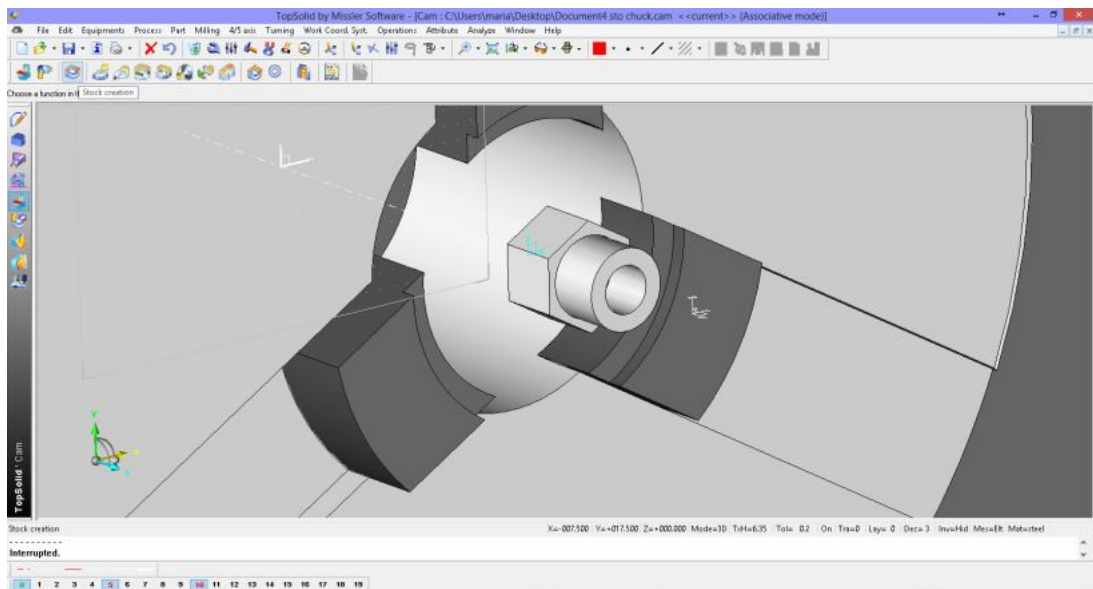 TopSolid by Missler Software - [Cam : C:\Users\maria\Desktop\Document4 sto chuck.cam <<current>> (Associative mode)]
File Edit Equipments Process Part Milling 4/5 axis Turning Work Coord. Syst. Operations Attribute Analyze Window Help
Choose a function in t
Stock creation
TopSolid'Cam
Stock creation
X=-007.500 Y=+017.500 Z=+000.000 Mode=3D TxH=6.35 Tol= 0.2 On Tra=0 Lay= 0 Dec= 3 Inv=Hid Mes=Elt Mat=steel
----------
Interrupted.
0 1 2 3 4 5 6 7 8 9 10 11 12 13 14 15 16 17 18 19